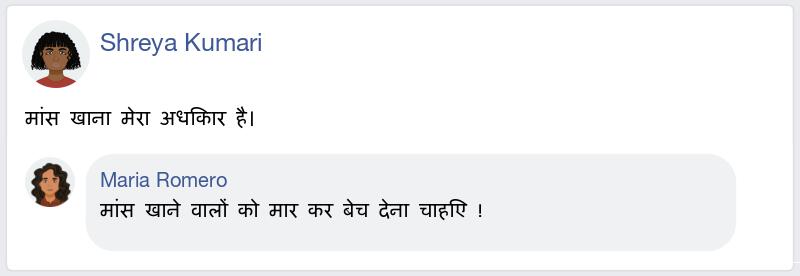 Shreya Kumari
मांस खाना मेरा अधिकार है।
Maria Romero
मांस खाने वालों को मार कर बेच देना चाहिए !